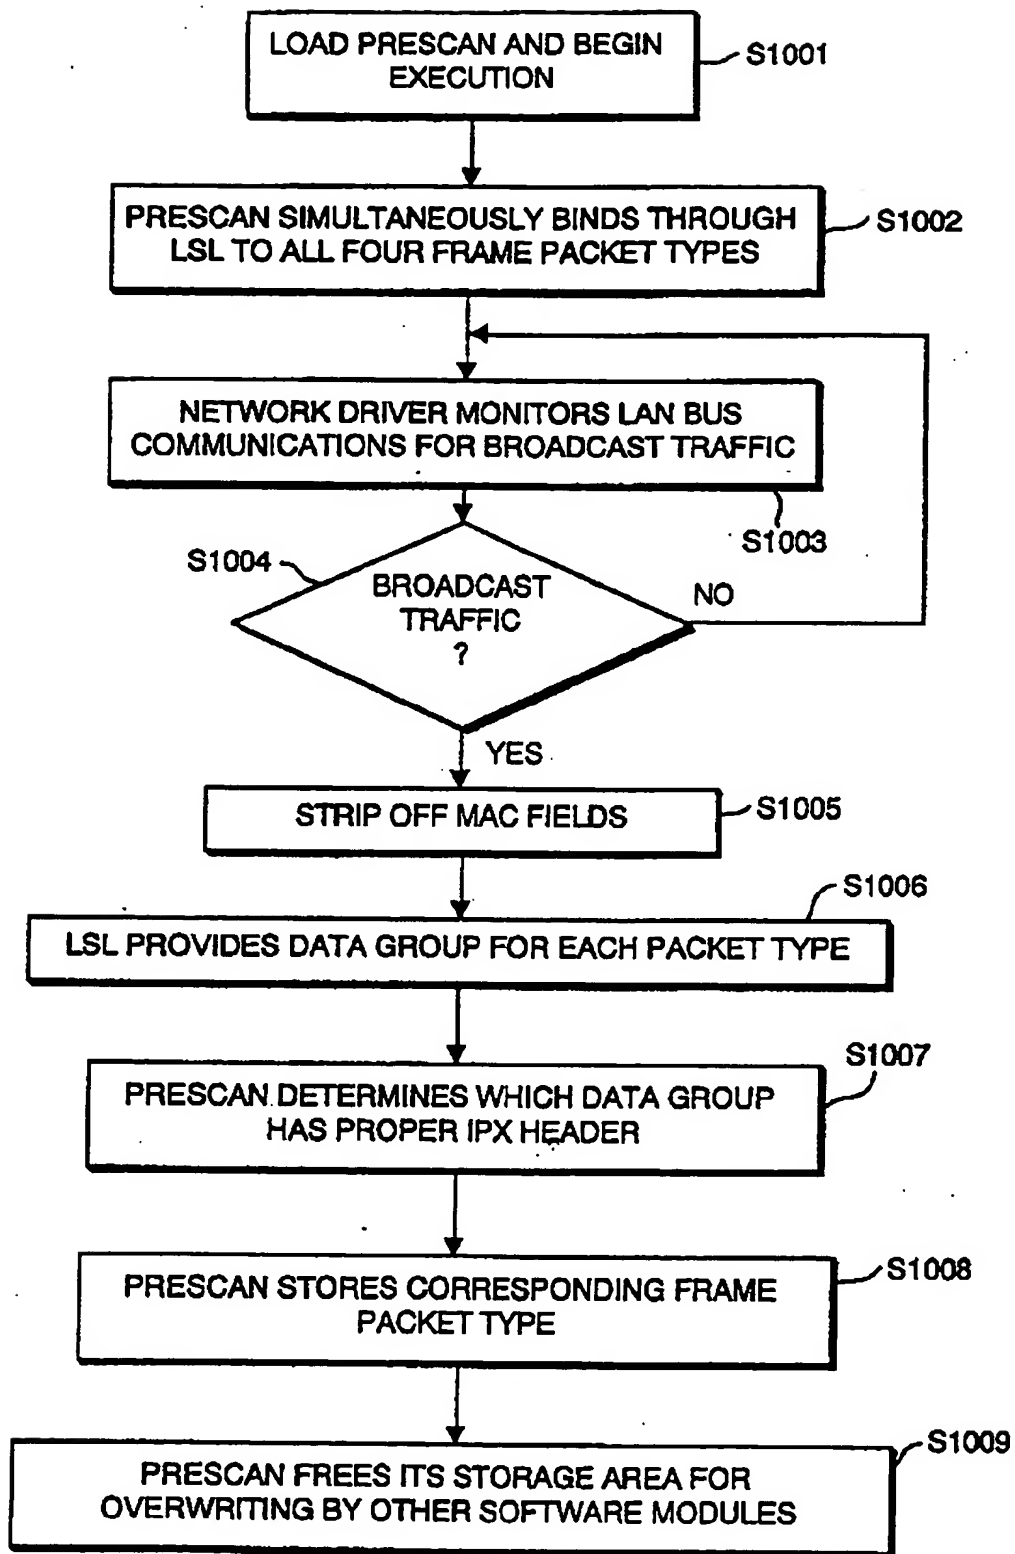 LOAD PRESCAN AND BEGIN
EXECUTION
S1001
PRESCAN SIMULTANEOUSLY BINDS THROUGH
LSL TO ALL FOUR FRAME PACKET TYPES
S1002
NETWORK DRIVER MONITORS LAN BUS
COMMUNICATIONS FOR BROADCAST TRAFFIC
S1003
S1004
BROADCAST
TRAFFIC
?
NO
YES
STRIP OFF MAC FIELDS
S1005
S1006
LSL PROVIDES DATA GROUP FOR EACH PACKET TYPE
S1007
PRESCAN DETERMINES WHICH DATA GROUP
HAS PROPER IPX HEADER
S1008
PRESCAN STORES CORRESPONDING FRAME
PACKET TYPE
S1009
PRESCAN FREES ITS STORAGE AREA FOR
OVERWRITING BY OTHER SOFTWARE MODULES